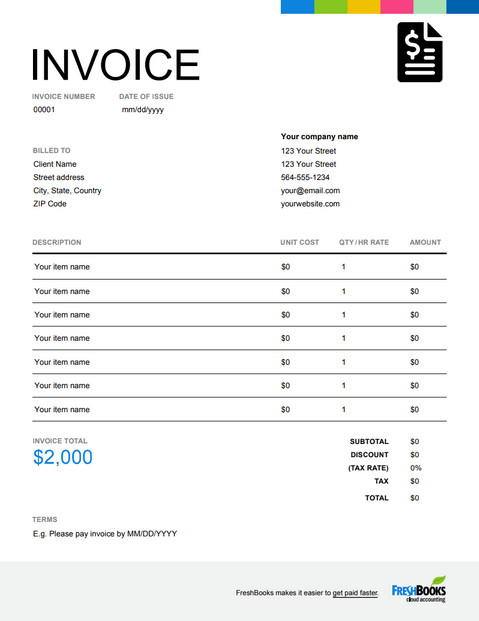 INVOICE
INVOICE NUMBER DATE OF ISSUE
00001 mm/dd/yyyy
Your company name
BILLED TO 123 Your Street
Client Name 123 Your Street
Street address 564-555-1234
City, State, Country your@email.com
ZIP Code yourwebsite.com
DESCRIPTION UNIT COST QTY/HR RATE AMOUNT
Your item name $0 1 $0
Your item name $0 1 $0
Your item name $0 1 $0
Your item name $0 1 $0
Your item name $0 1 $0
Your item name $0 1 $0
Your item name $0 1 $0
INVOICE TOTAL SUBTOTAL $0
$2,000 DISCOUNT $0
(TAX RATE) 0%
TAX $0
TOTAL $0
TERMS
E.g. Please pay invoice by MM/DD/YYYY
FreshBooks makes it easier to get paid faster.
FRESHBOOKS
cloud accounting